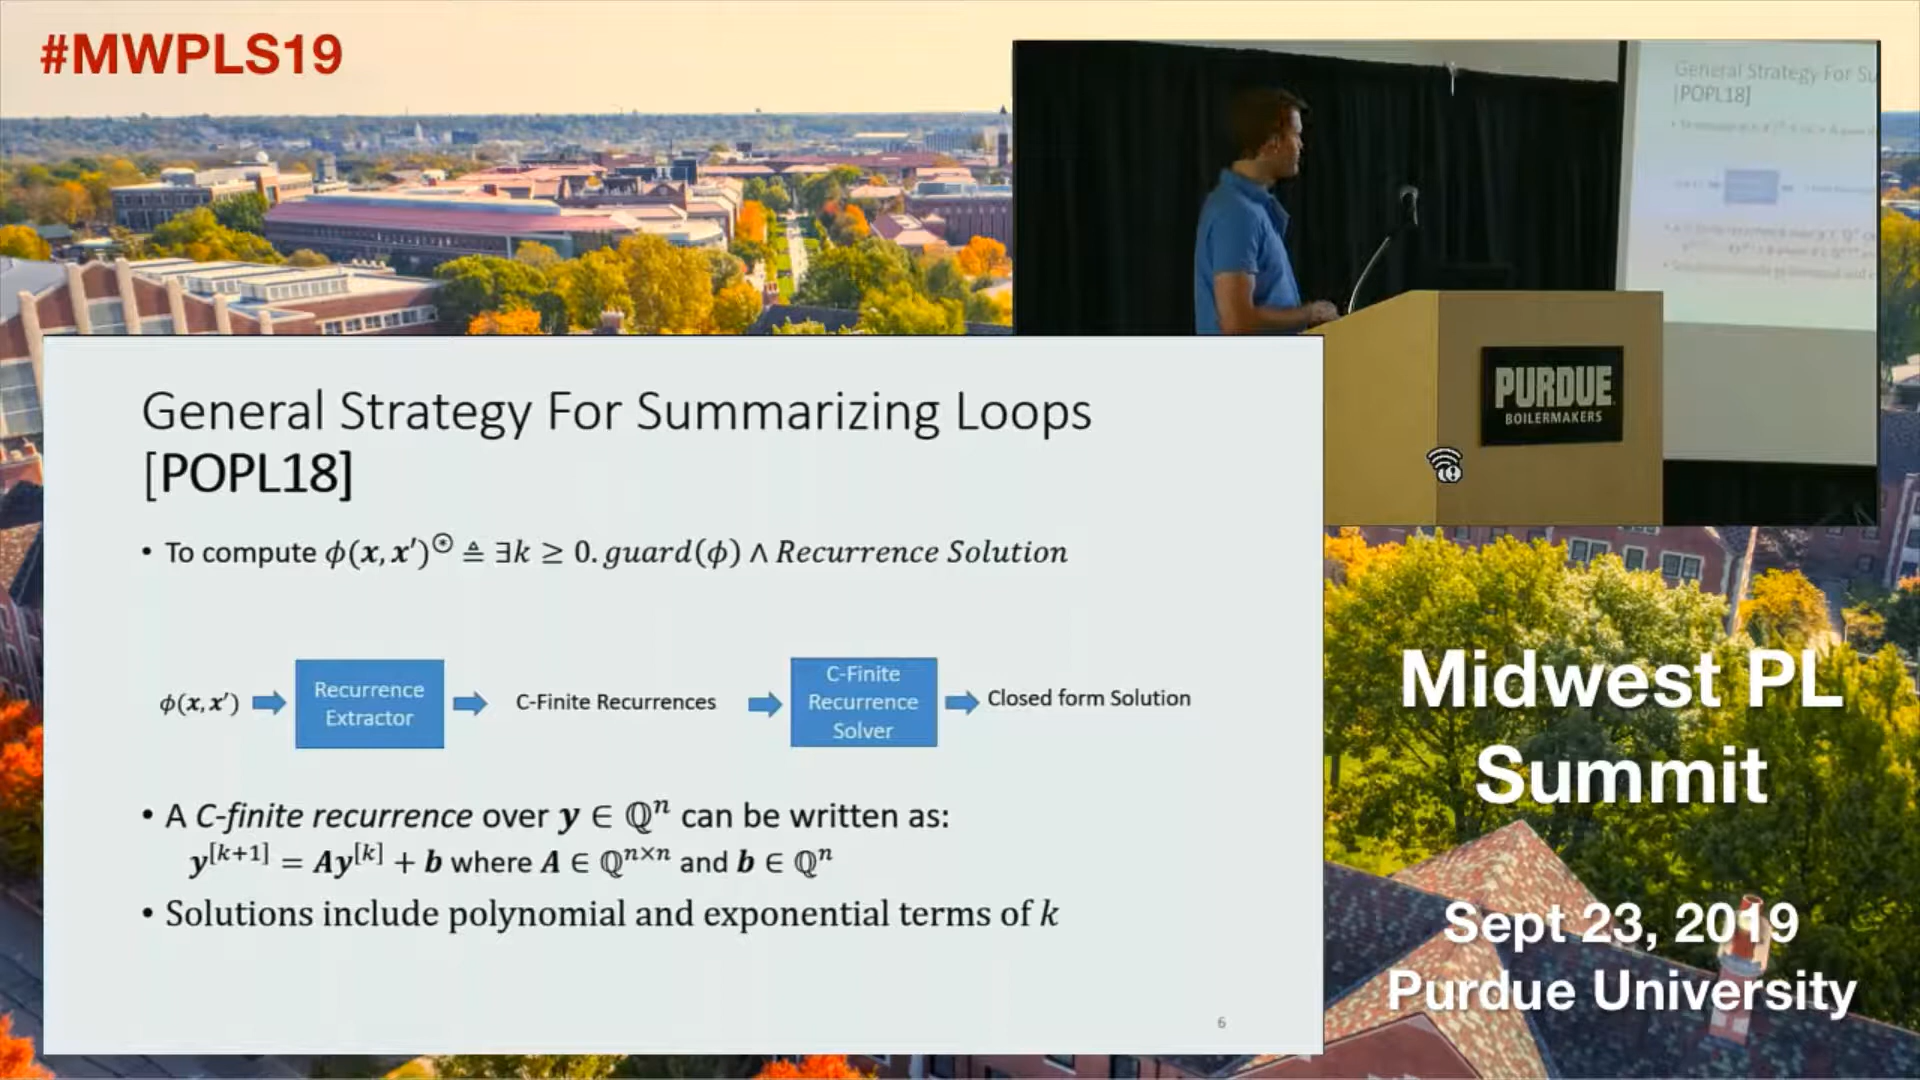 #MWPLS19
General Strategy For Su
[POPL18]
PURDUE
BOILERMAKERS
General Strategy For Summarizing Loops
[POPL18]
• To compute ϕ(x, x′)^⊙ ≜ ∃k ≥ 0. guard(ϕ) ∧ Recurrence Solution
ϕ(x, x′)
Recurrence
Extractor
C-Finite Recurrences
C-Finite
Recurrence
Solver
Closed form Solution
• A C-finite recurrence over y ∈ ℚⁿ can be written as:
y^[k+1] = Ay^[k] + b where A ∈ ℚ^n×n and b ∈ ℚⁿ
• Solutions include polynomial and exponential terms of k
6
Midwest PL
Summit
Sept 23, 2019
Purdue University